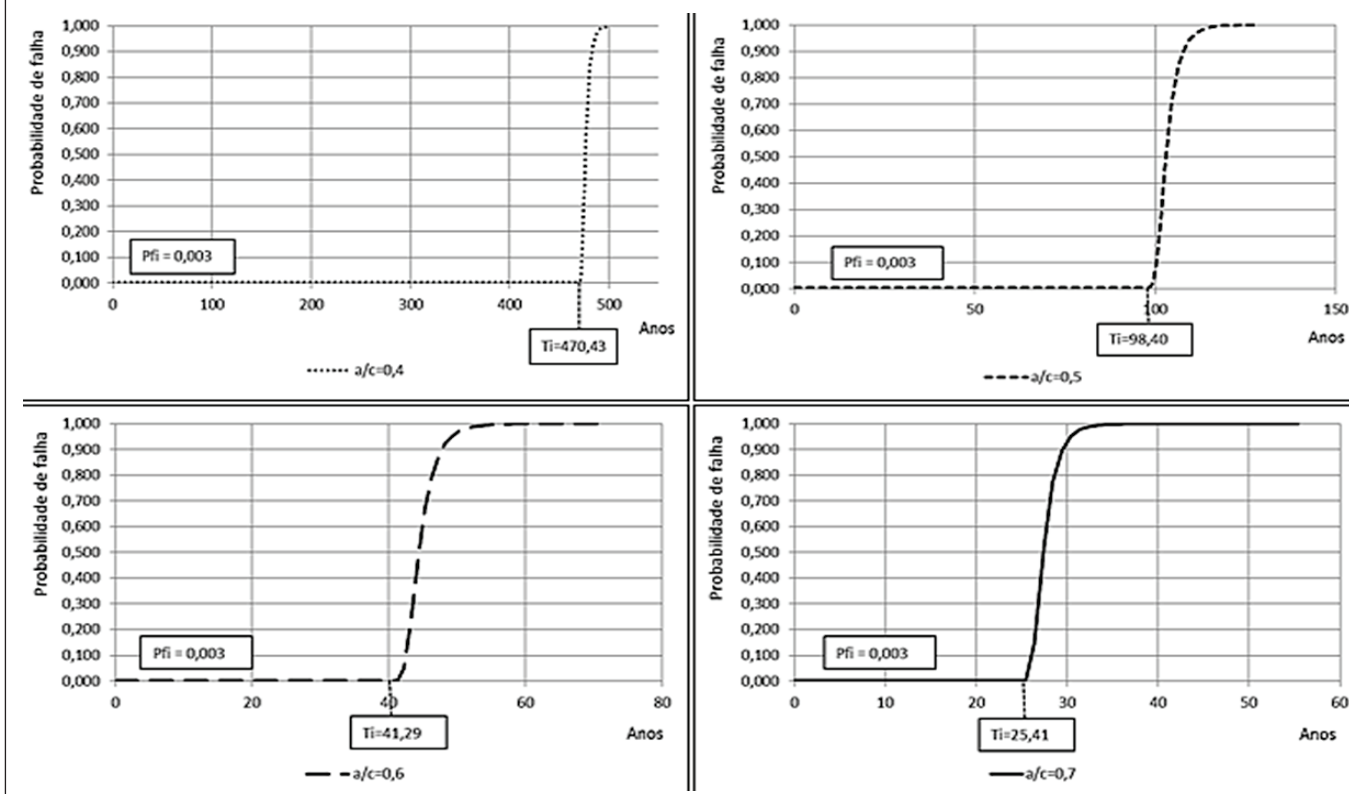 Probabilidade de falha
1,000
0,900
0,800
0,700
0,600
0,500
0,400
0,300
0,200
0,100
0,000
Pfi = 0,003
0 100 200 300 400 500
Anos
Ti=470,43
a/c=0,4
Probabilidade de falha
1,000
0,900
0,800
0,700
0,600
0,500
0,400
0,300
0,200
0,100
0,000
Pfi = 0,003
0 50 100 150
Anos
Ti=98,40
a/c=0,5
Probabilidade de falha
1,000
0,900
0,800
0,700
0,600
0,500
0,400
0,300
0,200
0,100
0,000
Pfi = 0,003
0 20 40 60 80
Anos
Ti=41,29
a/c=0,6
Probabilidade de falha
1,000
0,900
0,800
0,700
0,600
0,500
0,400
0,300
0,200
0,100
0,000
Pfi = 0,003
0 10 20 30 40 50 60
Anos
Ti=25,41
a/c=0,7